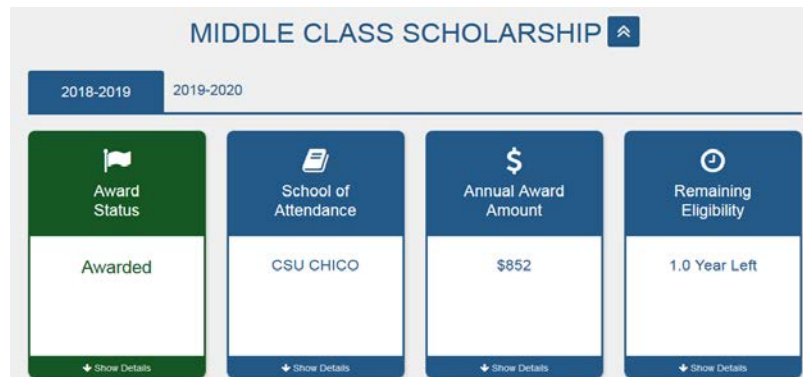 MIDDLE CLASS SCHOLARSHIP
2018-2019
2019-2020
Award
Status
Awarded
Show Details
School of
Attendance
CSU CHICO
Show Details
$
Annual Award
Amount
$852
Show Details
Remaining
Eligibility
1.0 Year Left
Show Details